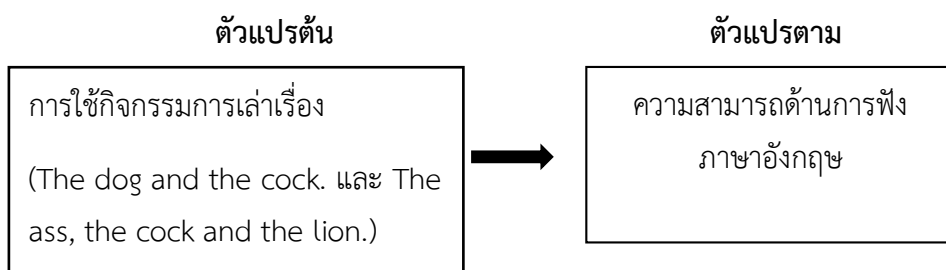 ตัวแปรต้น
ตัวแปรตาม
การใช้กิจกรรมการเล่าเรื่อง
(The dog and the cock. และ The
ass, the cock and the lion.)
ความสามารถด้านการฟัง
ภาษาอังกฤษ